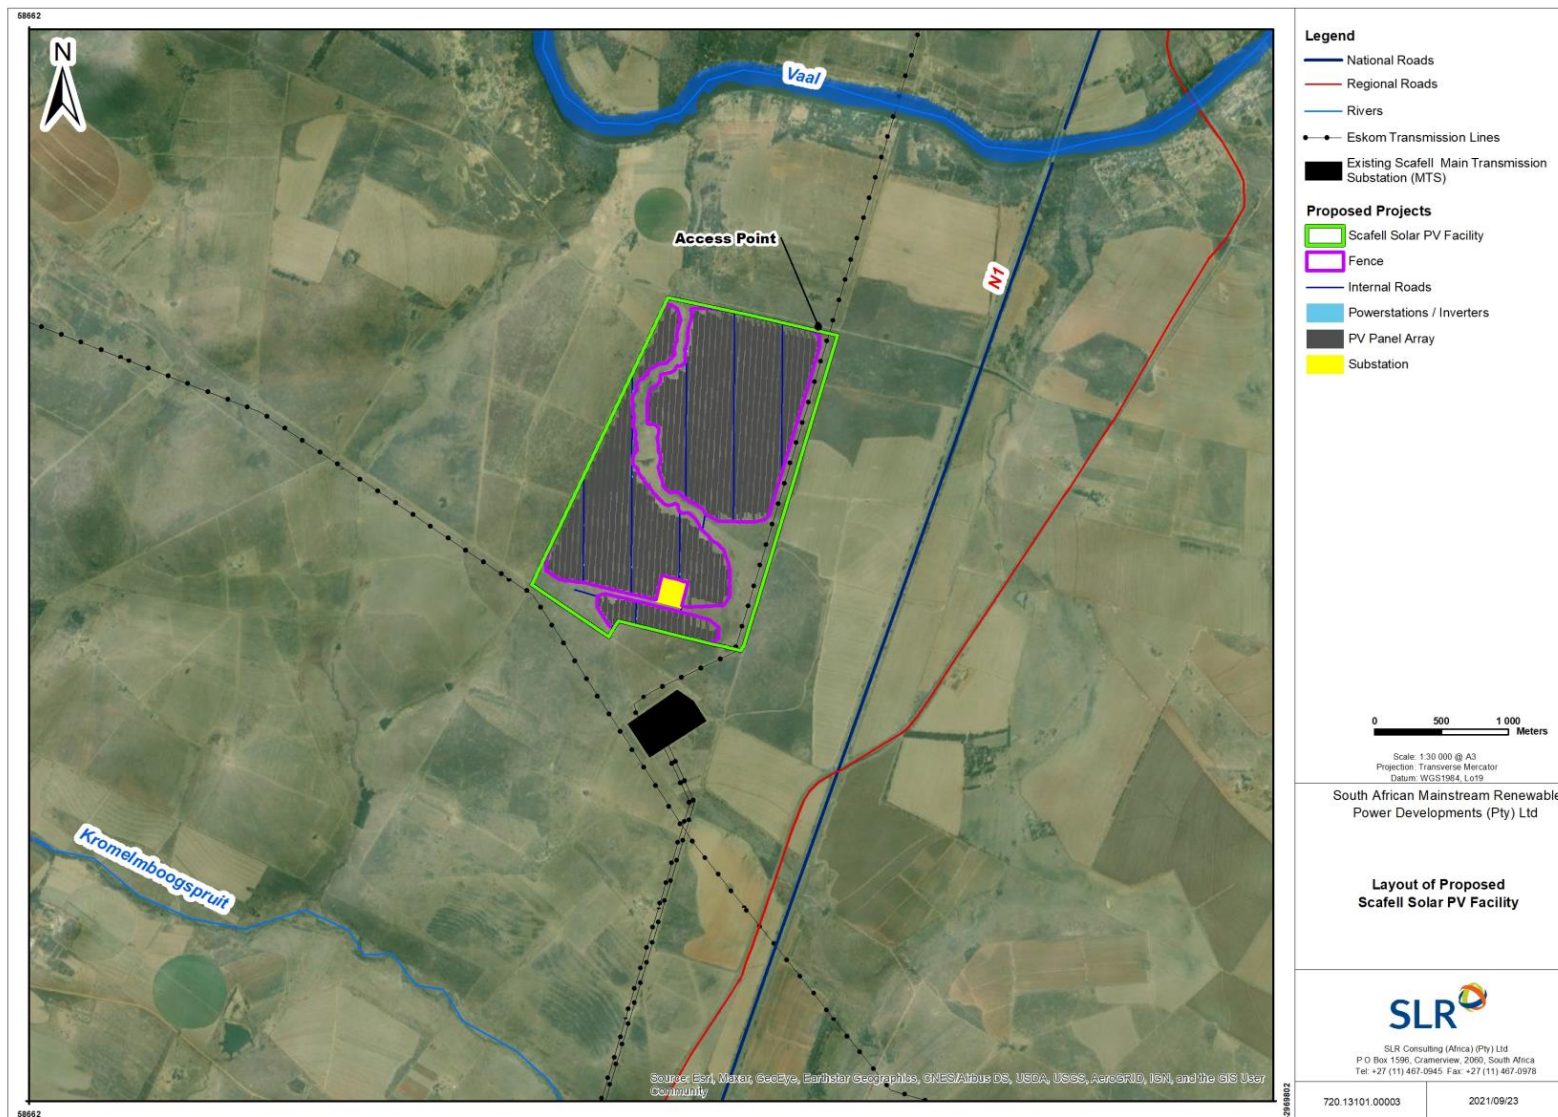 58662
N
Vaal
Access Point
N1
Kromelmboogspruit
Source: Esri, Maxar, GeoEye, Earthstar Geographics, CNES/Airbus DS, USDA, USGS, AeroGRID, IGN, and the GIS User
Community
58662
2969802
Legend
National Roads
Regional Roads
Rivers
Eskom Transmission Lines
Existing Scafell Main Transmission
Substation (MTS)
Proposed Projects
Scafell Solar PV Facility
Fence
Internal Roads
Powerstations / Inverters
PV Panel Array
Substation
0 500 1 000
Meters
Scale: 1:30 000 @ A3
Projection: Transverse Mercator
Datum: WGS1984, Lo19
South African Mainstream Renewable
Power Developments (Pty) Ltd
Layout of Proposed
Scafell Solar PV Facility
SLR
SLR Consulting (Africa) (Pty) Ltd
P O Box 1596, Cramerview, 2060, South Africa
Tel: +27 (11) 467-0945 Fax: +27 (11) 467-0978
720.13101.00003
2021/09/23